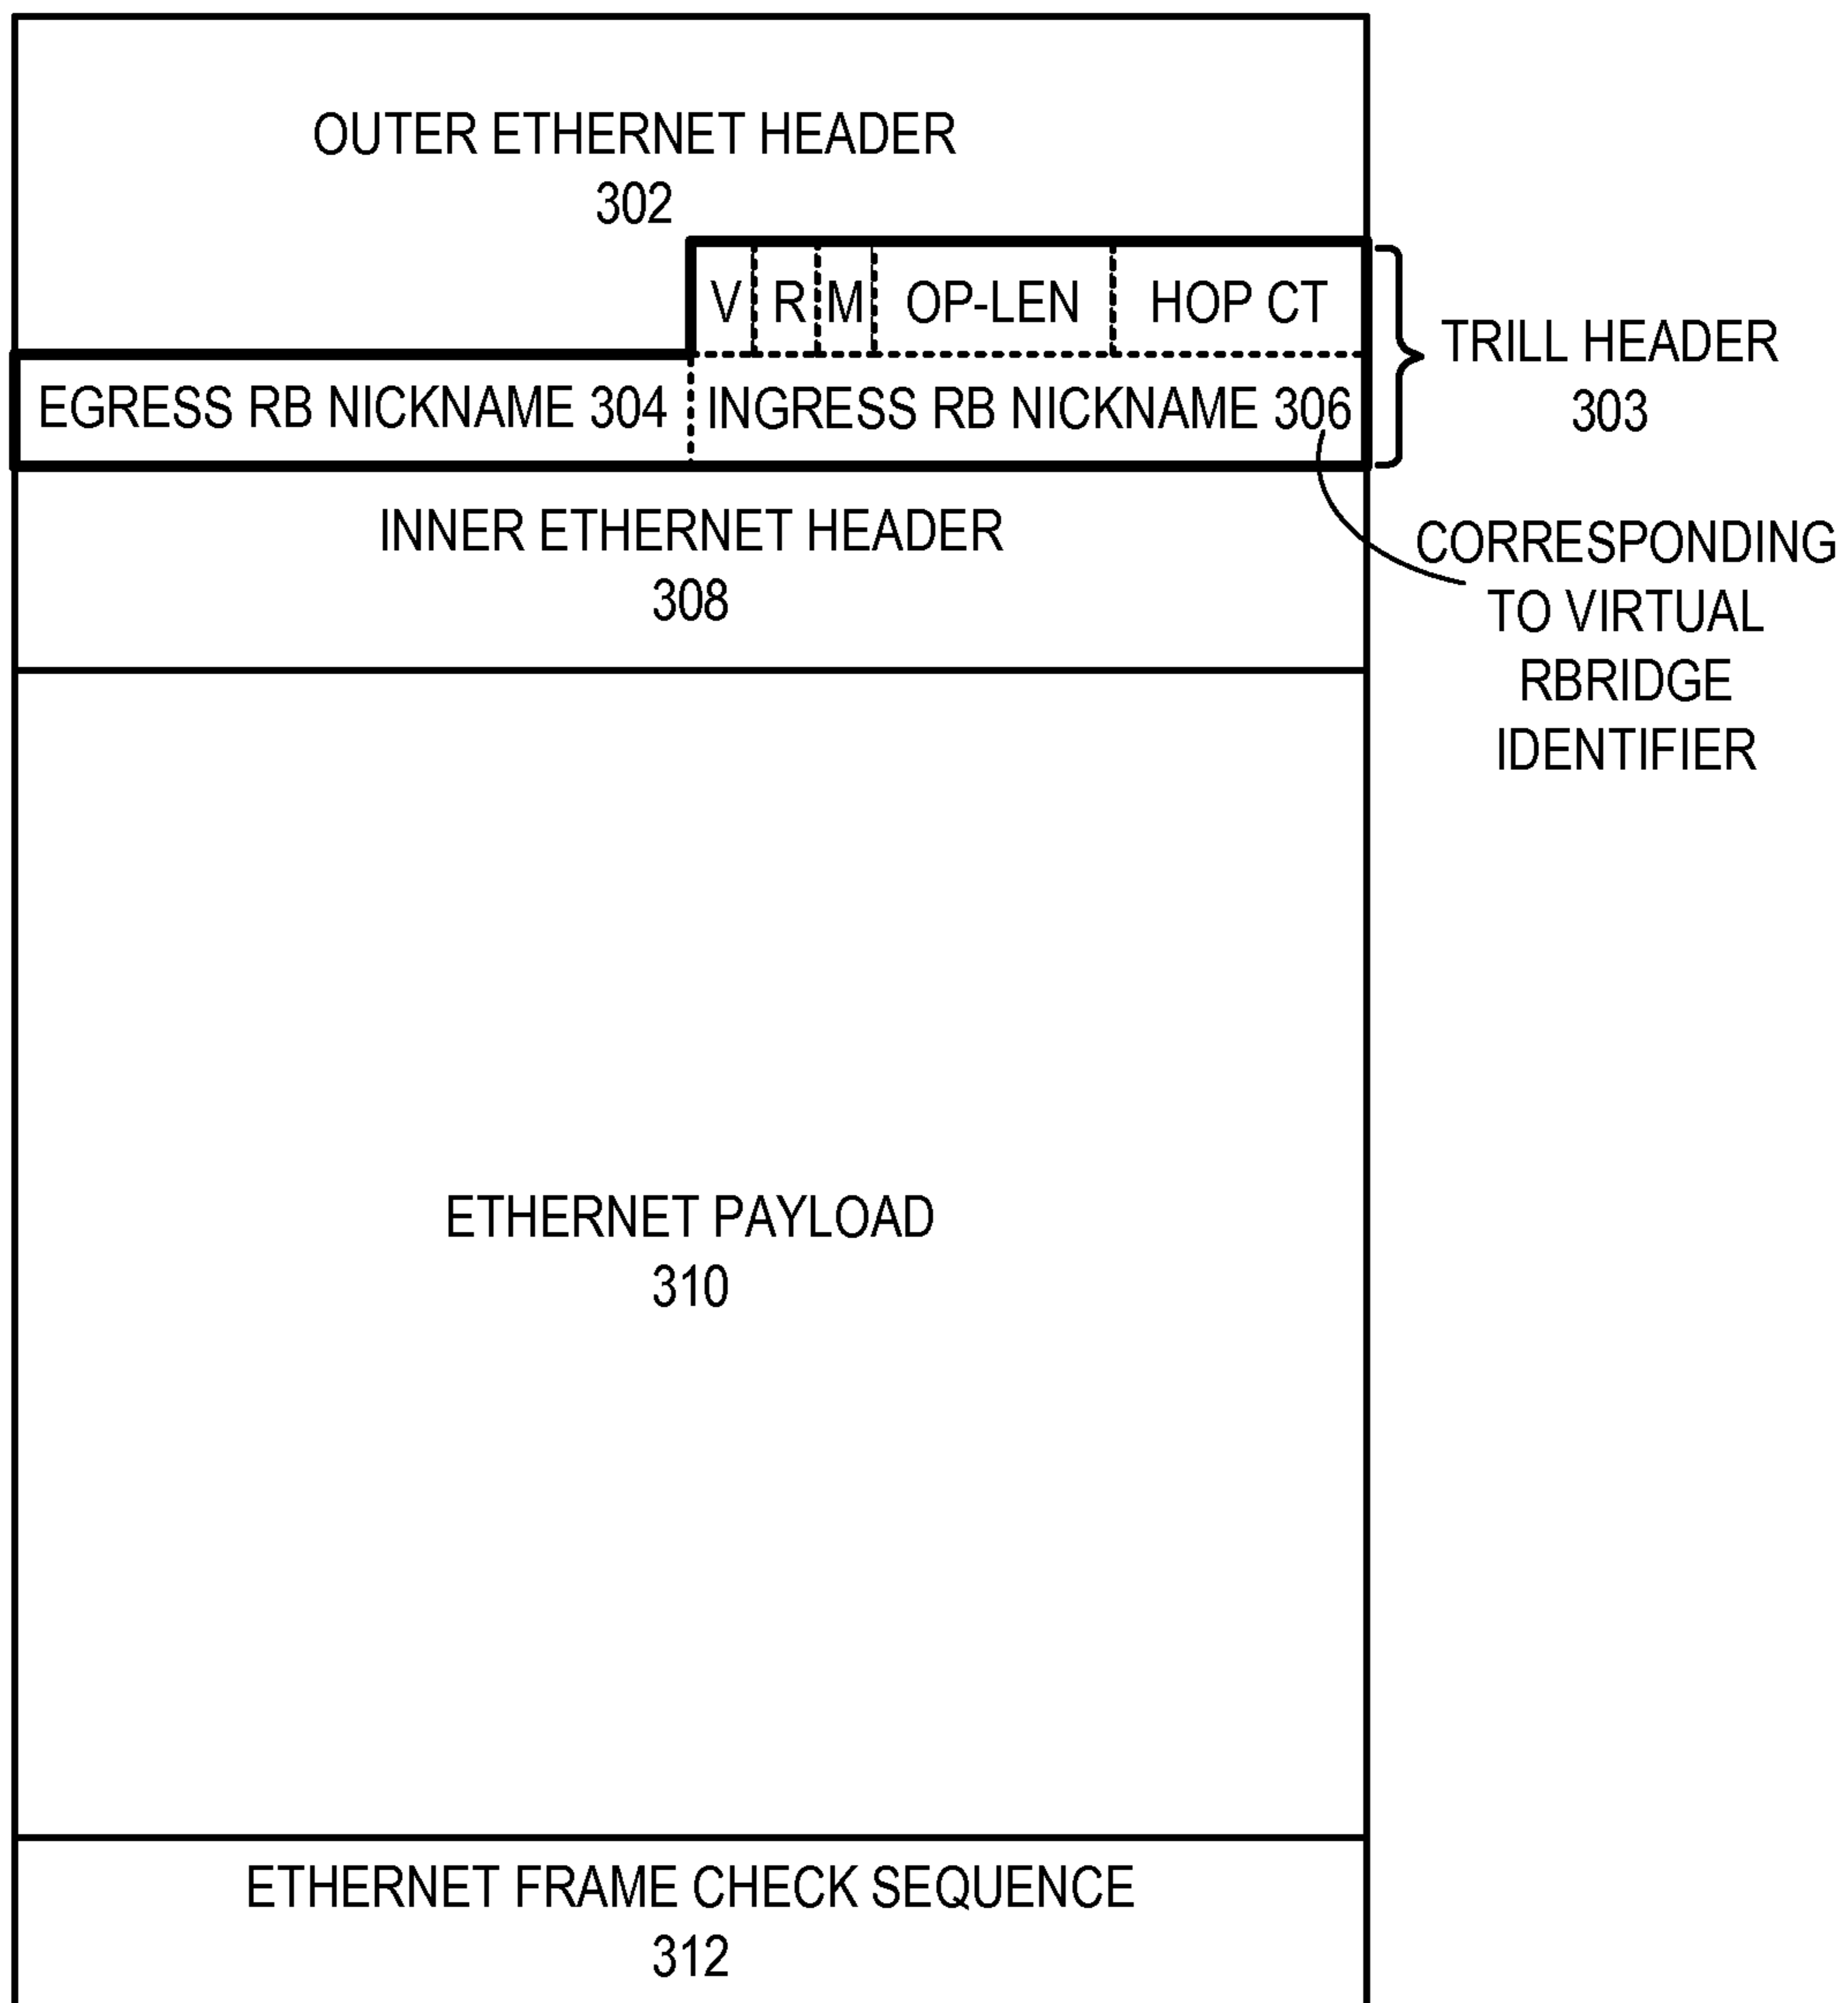 OUTER ETHERNET HEADER
302
V R M OP-LEN HOP CT
TRILL HEADER
303
EGRESS RB NICKNAME 304 INGRESS RB NICKNAME 306
CORRESPONDING
TO VIRTUAL
RBRIDGE
IDENTIFIER
INNER ETHERNET HEADER
308
ETHERNET PAYLOAD
310
ETHERNET FRAME CHECK SEQUENCE
312